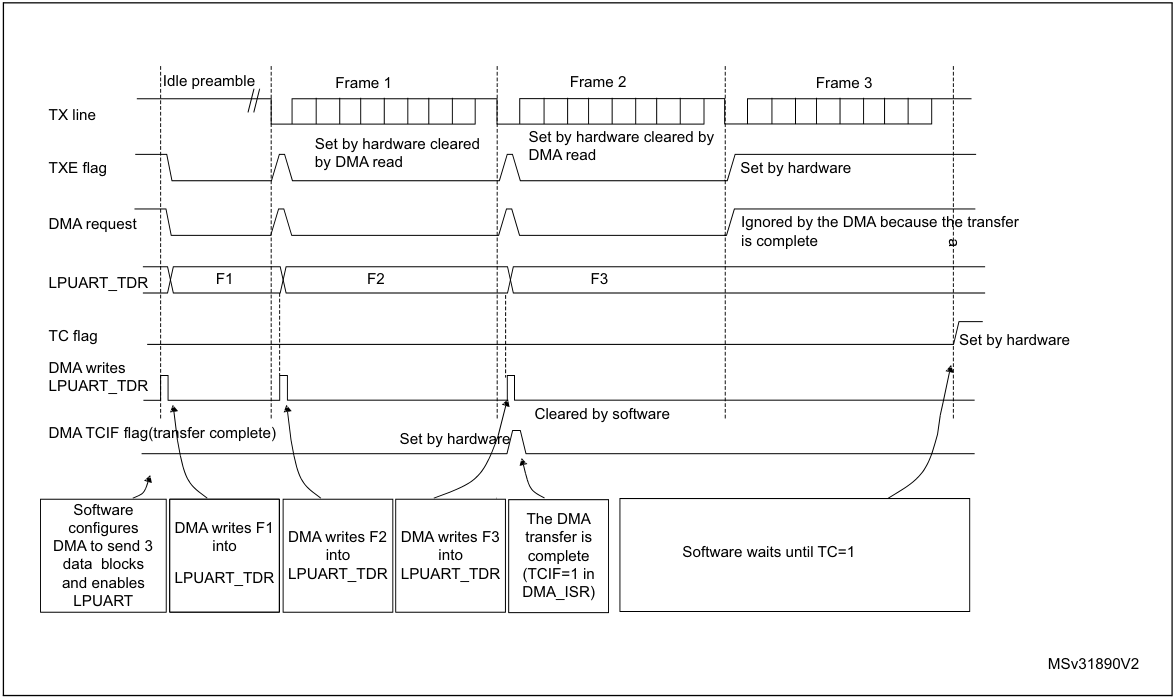 Idle preamble
Frame 1
Frame 2
Frame 3
TX line
Set by hardware cleared
by DMA read
Set by hardware cleared by
DMA read
TXE flag
Set by hardware
DMA request
Ignored by the DMA because the transfer
is complete
a
LPUART_TDR
F1
F2
F3
TC flag
Set by hardware
DMA writes
LPUART_TDR
Cleared by software
DMA TCIF flag(transfer complete)
Set by hardware
Software
configures
DMA to send 3
data blocks
and enables
LPUART
DMA writes F1
into
LPUART_TDR
DMA writes F2
into
LPUART_TDR
DMA writes F3
into
LPUART_TDR
The DMA
transfer is
complete
(TCIF=1 in
DMA_ISR)
Software waits until TC=1
MSv31890V2